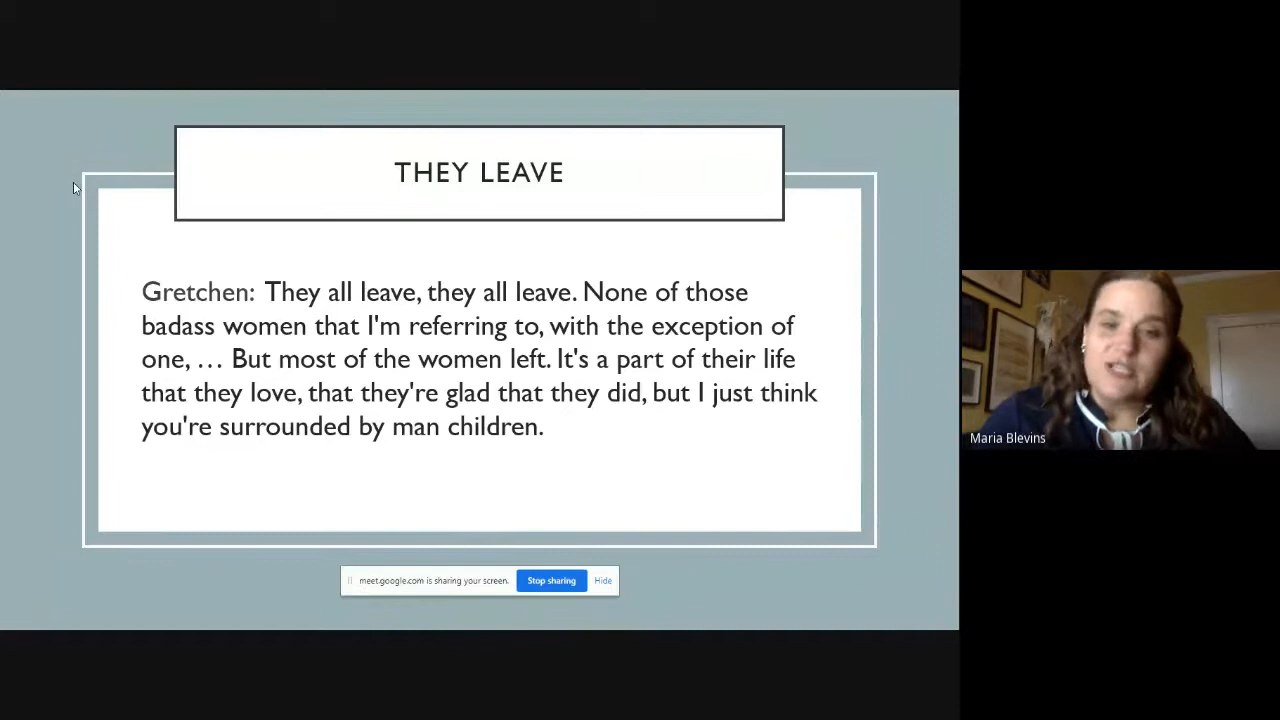 THEY LEAVE
Gretchen: They all leave, they all leave. None of those
badass women that I'm referring to, with the exception of
one, … But most of the women left. It's a part of their life
that they love, that they're glad that they did, but I just think
you're surrounded by man children.
meet.google.com is sharing your screen. Stop sharing Hide
Maria Blevins